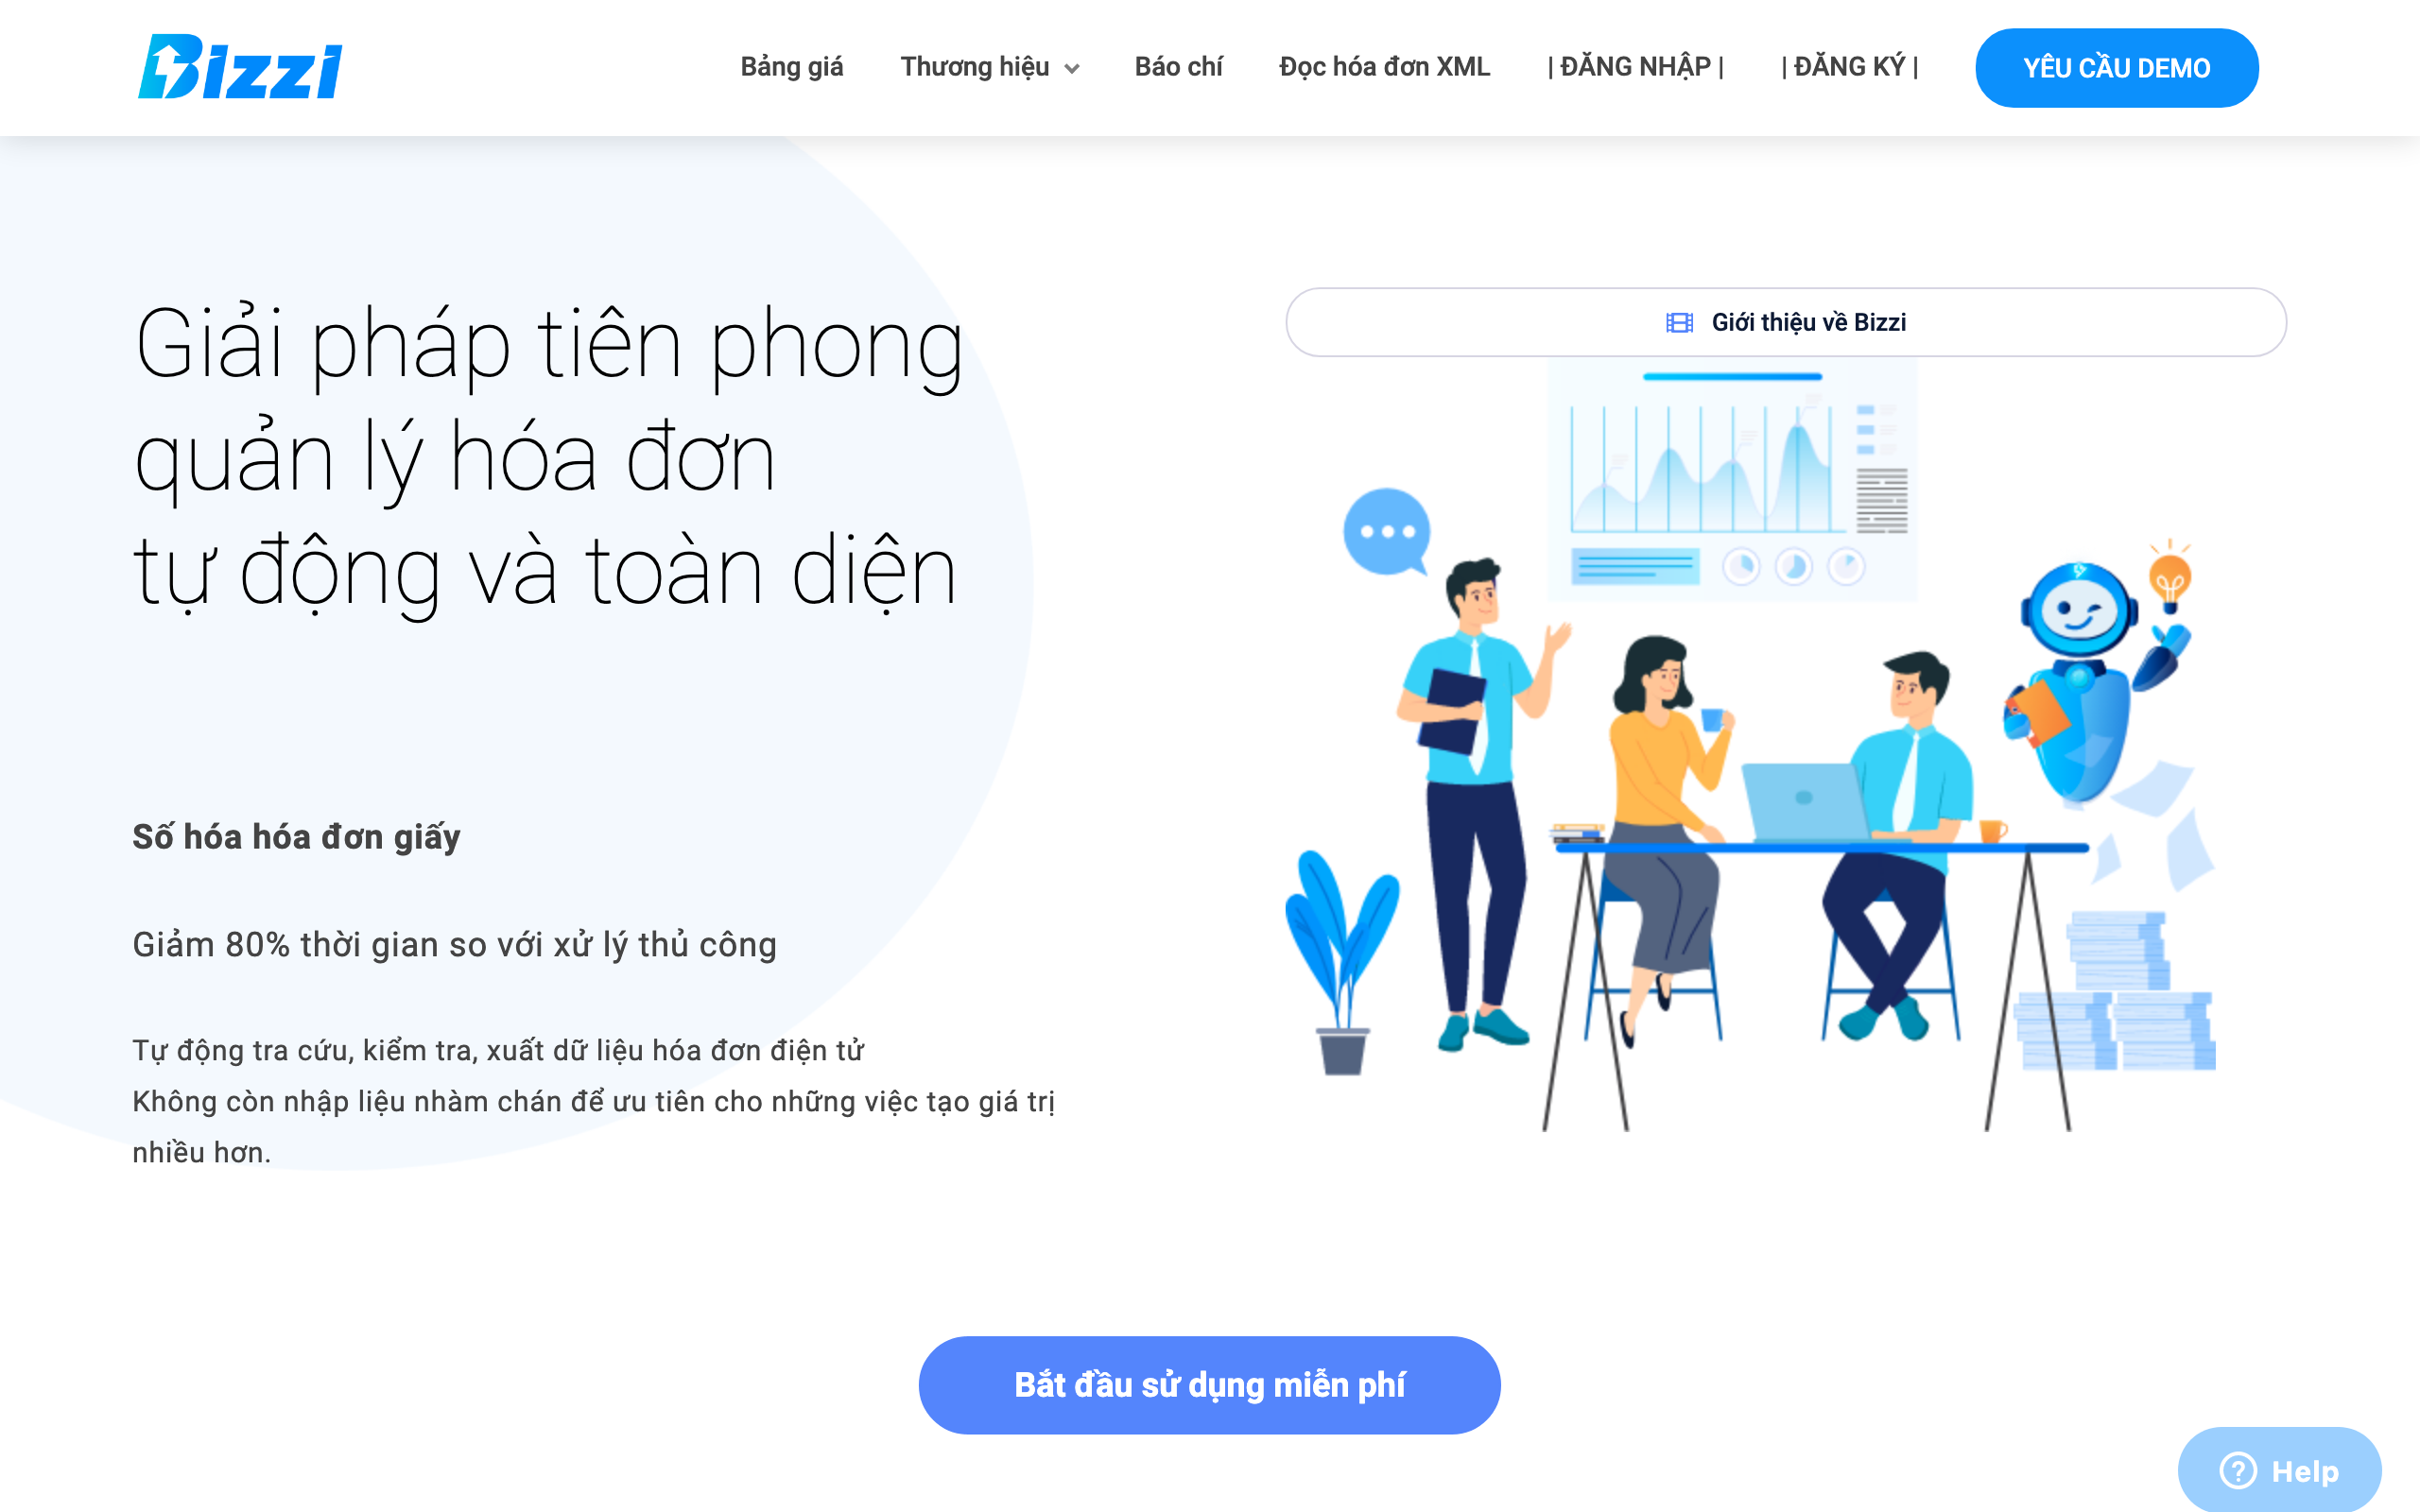 Bizzi
Bảng giá
Thương hiệu
Báo chí
Đọc hóa đơn XML
| ĐĂNG NHẬP |
| ĐĂNG KÝ |
YÊU CẦU DEMO
Giải pháp tiên phong
quản lý hóa đơn
tự động và toàn diện
Giới thiệu về Bizzi
Số hóa hóa đơn giấy
Giảm 80% thời gian so với xử lý thủ công
Tự động tra cứu, kiểm tra, xuất dữ liệu hóa đơn điện tử
Không còn nhập liệu nhàm chán để ưu tiên cho những việc tạo giá trị
nhiều hơn.
Bắt đầu sử dụng miễn phí
Help